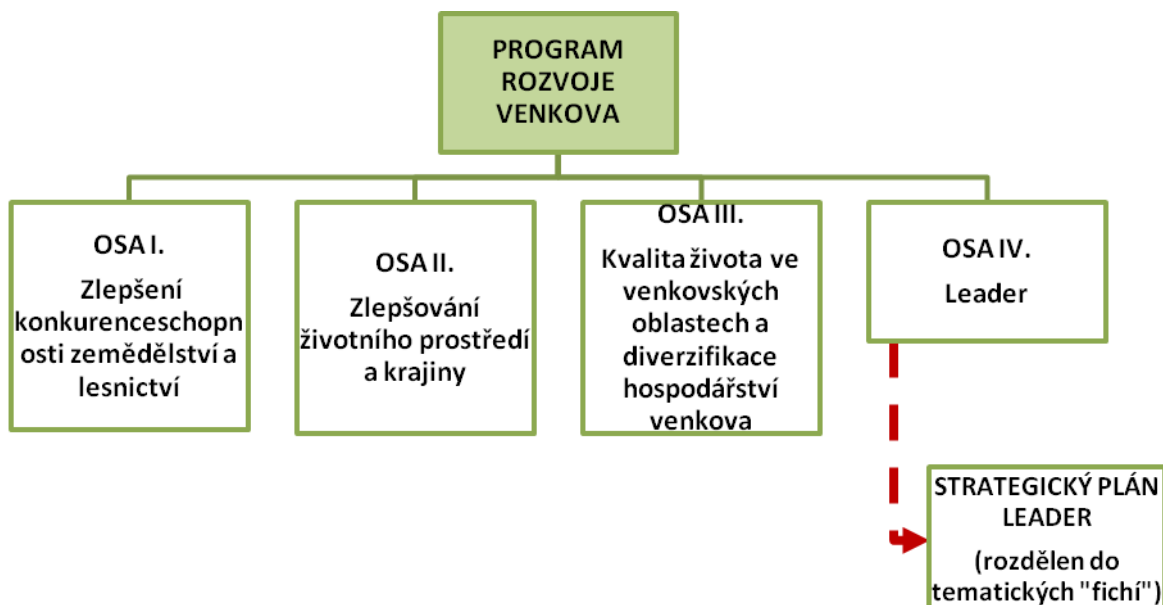 PROGRAM
ROZVOJE
VENKOVA
OSA I.
Zlepšení
konkurenceschopn
osti zemědělství a
lesnictví
OSA II.
Zlepšování
životního prostředí
a krajiny
OSA III.
Kvalita života ve
venkovských
oblastech a
diverzifikace
hospodářství
venkova
OSA IV.
Leader
STRATEGICKÝ PLÁN
LEADER
(rozdělen do
tematických "fichí")